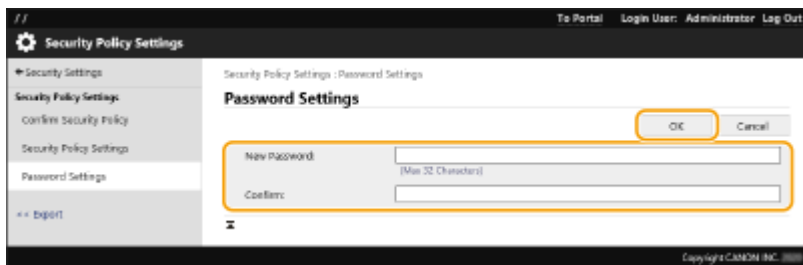 //
To Portal Login User: Administrator Log Out
Security Policy Settings
Security Settings
Security Policy Settings : Password Settings
Security Policy Settings
Password Settings
Confirm Security Policy
OK Cancel
Security Policy Settings
New Password:
(Max 32 Characters)
Password Settings
Confirm:
<< Export
Copyright CANON INC.